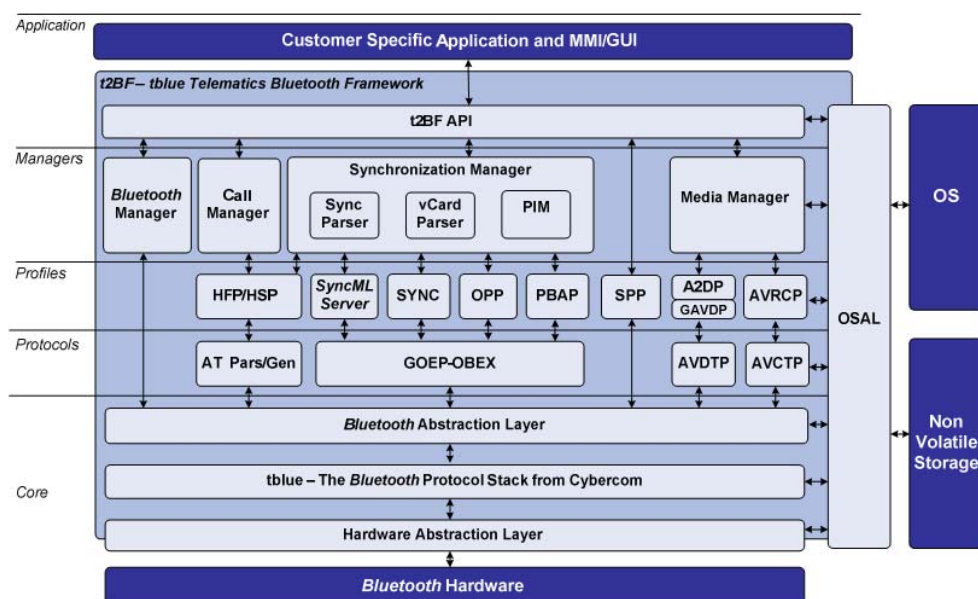 Application
Customer Specific Application and MMI/GUI
t2BF – tblue Telematics Bluetooth Framework
t2BF API
Managers
Bluetooth
Manager
Call
Manager
Synchronization Manager
Sync
Parser
vCard
Parser
PIM
Media Manager
OS
Profiles
HFP/HSP
SyncML
Server
SYNC
OPP
PBAP
SPP
A2DP
GAVDP
AVRCP
OSAL
Protocols
AT Pars/Gen
GOEP-OBEX
AVDTP
AVCTP
Non
Volatile
Storage
Core
Bluetooth Abstraction Layer
tblue – The Bluetooth Protocol Stack from Cybercom
Hardware Abstraction Layer
Bluetooth Hardware